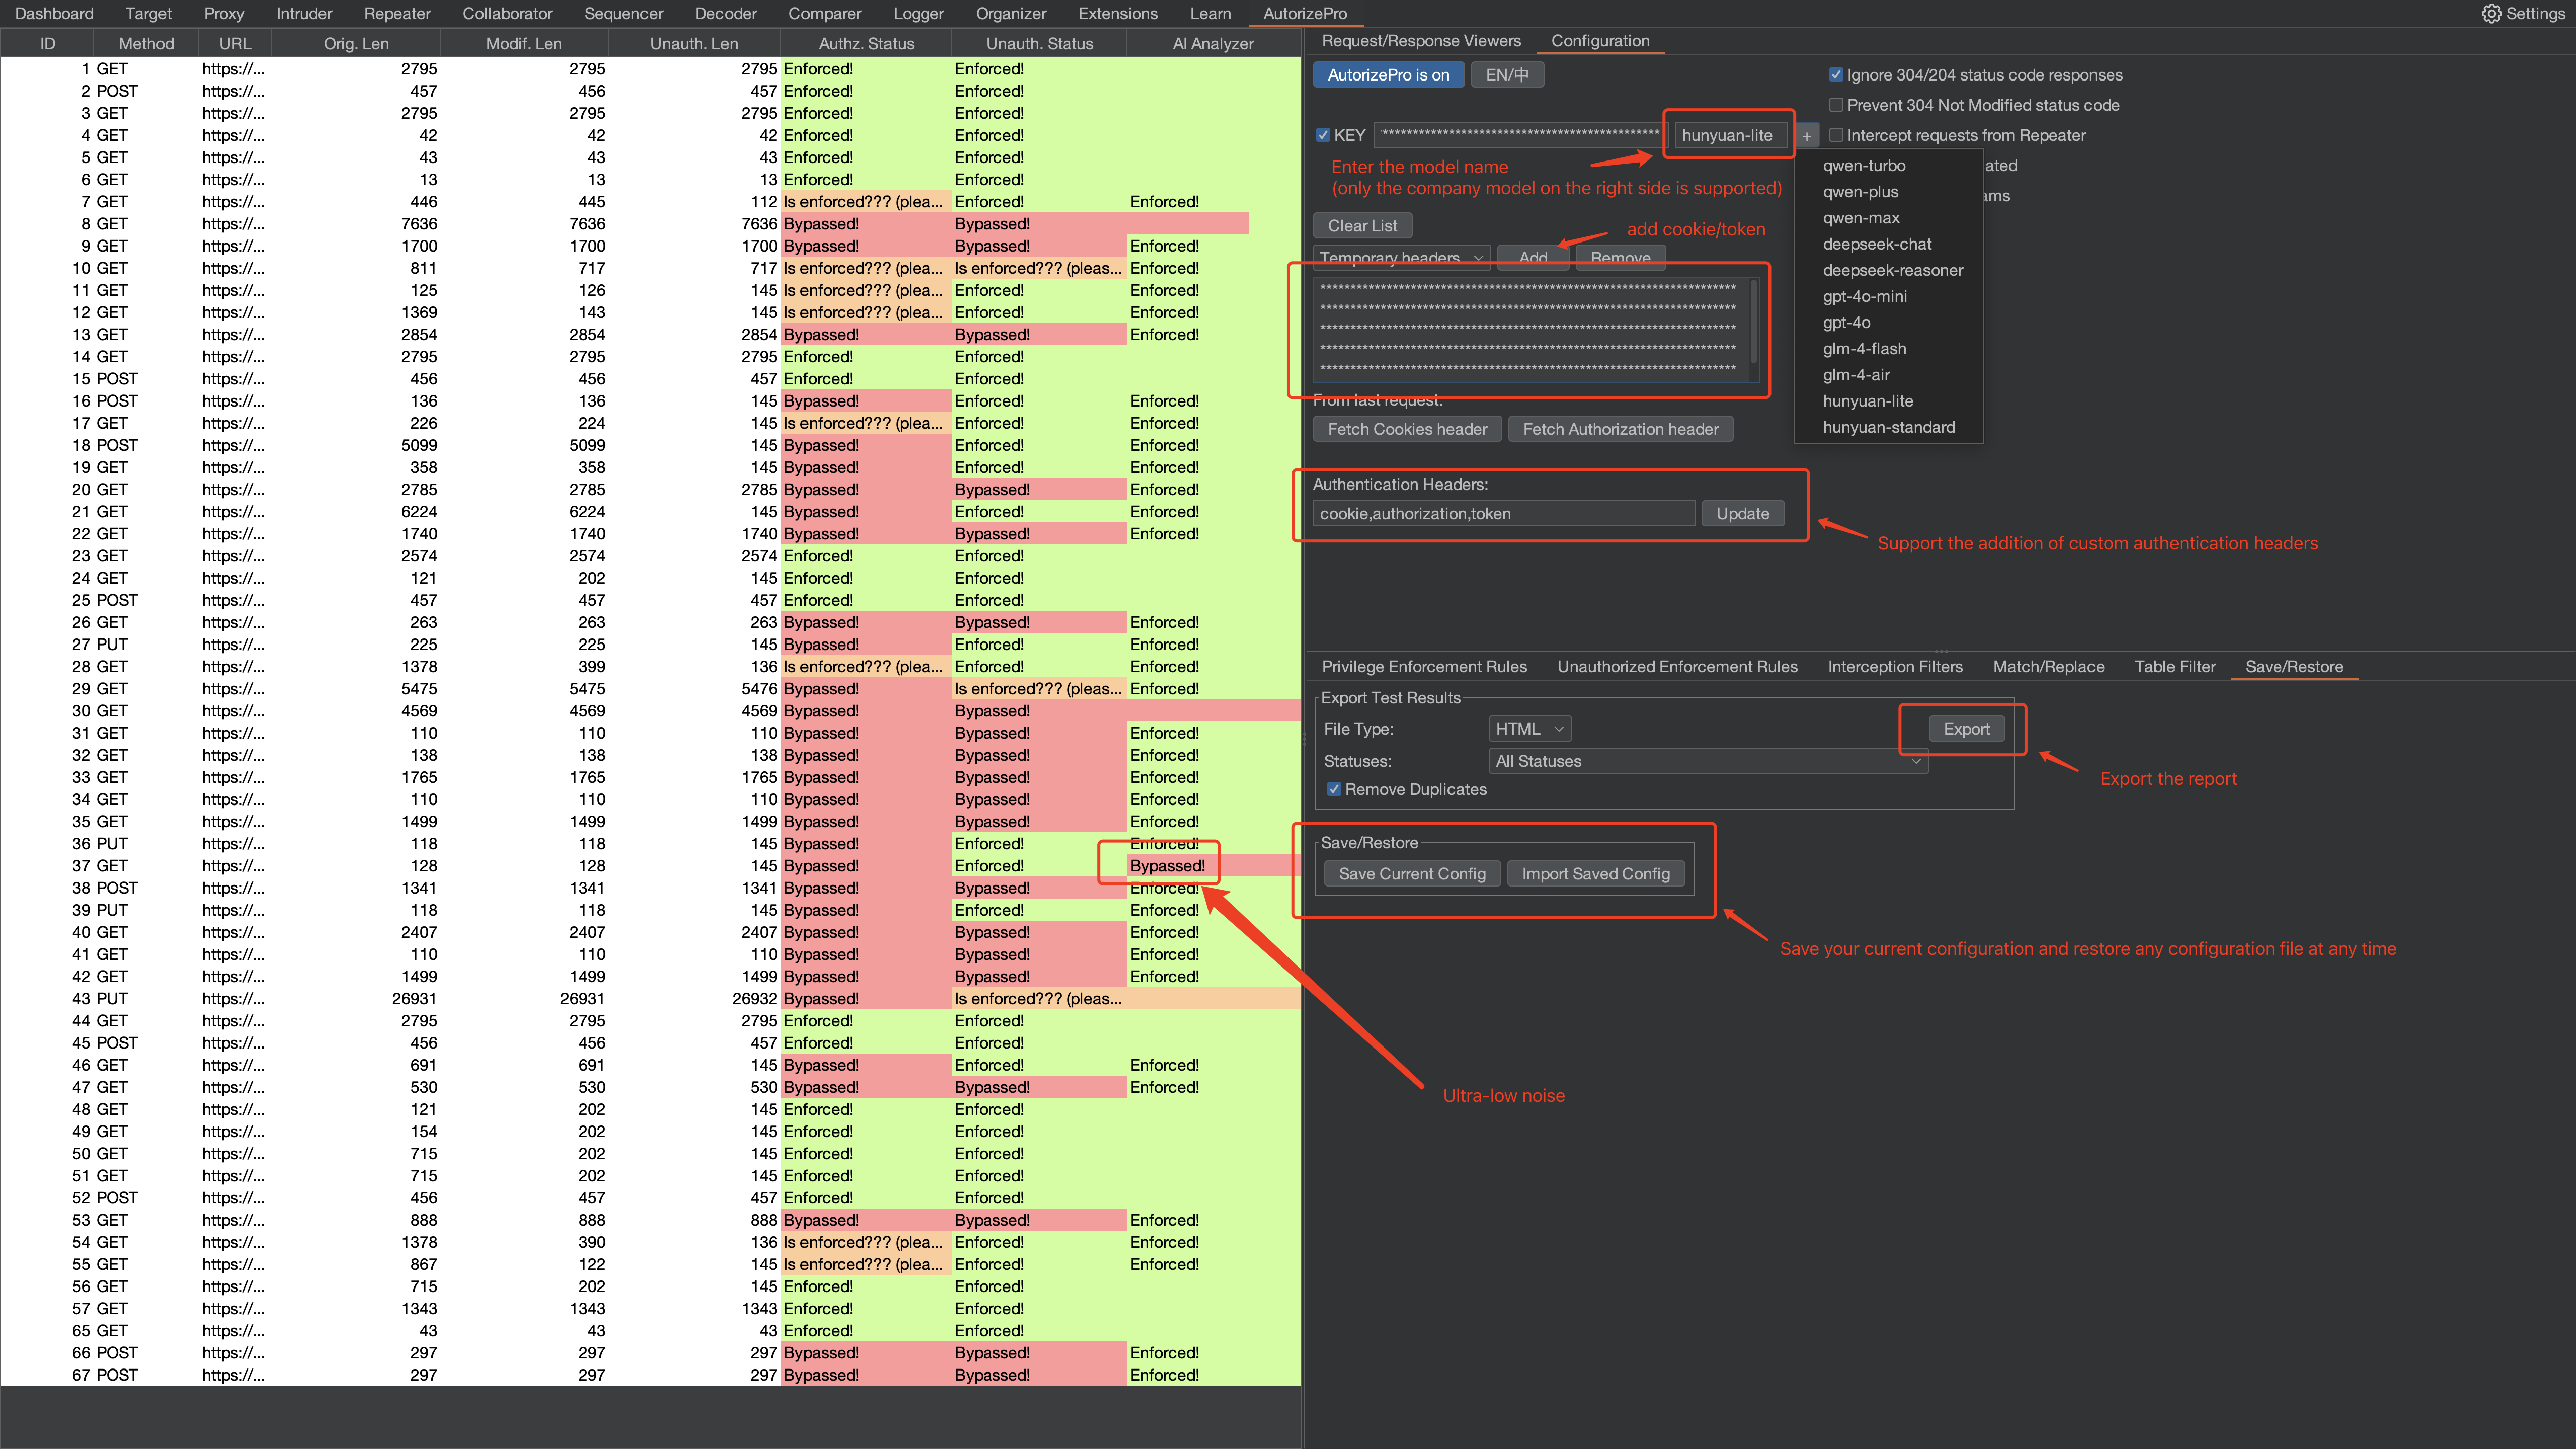 Dashboard Target Proxy Intruder Repeater Collaborator Sequencer Decoder Comparer Logger Organizer Extensions Learn AutorizePro Settings
ID Method URL Orig. Len Modif. Len Unauth. Len Authz. Status Unauth. Status AI Analyzer
1 GET https://... 2795 2795 2795 Enforced! Enforced!
2 POST https://... 457 456 457 Enforced! Enforced!
3 GET https://... 2795 2795 2795 Enforced! Enforced!
4 GET https://... 42 42 42 Enforced! Enforced!
5 GET https://... 43 43 43 Enforced! Enforced!
6 GET https://... 13 13 13 Enforced! Enforced!
7 GET https://... 446 445 112 Is enforced??? (plea... Enforced! Enforced!
8 GET https://... 7636 7636 7636 Bypassed! Bypassed!
9 GET https://... 1700 1700 1700 Bypassed! Bypassed! Enforced!
10 GET https://... 811 717 717 Is enforced??? (plea... Is enforced??? (pleas... Enforced!
11 GET https://... 125 126 145 Is enforced??? (plea... Enforced! Enforced!
12 GET https://... 1369 143 145 Is enforced??? (plea... Enforced! Enforced!
13 GET https://... 2854 2854 2854 Bypassed! Bypassed! Enforced!
14 GET https://... 2795 2795 2795 Enforced! Enforced!
15 POST https://... 456 456 457 Enforced! Enforced!
16 POST https://... 136 136 145 Bypassed! Enforced! Enforced!
17 GET https://... 226 224 145 Is enforced??? (plea... Enforced! Enforced!
18 POST https://... 5099 5099 145 Bypassed! Enforced! Enforced!
19 GET https://... 358 358 145 Bypassed! Enforced! Enforced!
20 GET https://... 2785 2785 2785 Bypassed! Bypassed! Enforced!
21 GET https://... 6224 6224 145 Bypassed! Enforced! Enforced!
22 GET https://... 1740 1740 1740 Bypassed! Bypassed! Enforced!
23 GET https://... 2574 2574 2574 Enforced! Enforced!
24 GET https://... 121 202 145 Enforced! Enforced!
25 POST https://... 457 457 457 Enforced! Enforced!
26 GET https://... 263 263 263 Bypassed! Bypassed! Enforced!
27 PUT https://... 225 225 145 Bypassed! Enforced! Enforced!
28 GET https://... 1378 399 136 Is enforced??? (plea... Enforced! Enforced!
29 GET https://... 5475 5475 5476 Bypassed! Is enforced??? (pleas... Enforced!
30 GET https://... 4569 4569 4569 Bypassed! Bypassed!
31 GET https://... 110 110 110 Bypassed! Bypassed! Enforced!
32 GET https://... 138 138 138 Bypassed! Bypassed! Enforced!
33 GET https://... 1765 1765 1765 Bypassed! Bypassed! Enforced!
34 GET https://... 110 110 110 Bypassed! Bypassed! Enforced!
35 GET https://... 1499 1499 1499 Bypassed! Bypassed! Enforced!
36 PUT https://... 118 118 145 Bypassed! Enforced! Enforced!
37 GET https://... 128 128 145 Bypassed! Enforced! Bypassed!
38 POST https://... 1341 1341 1341 Bypassed! Bypassed! Enforced!
39 PUT https://... 118 118 145 Bypassed! Enforced! Enforced!
40 GET https://... 2407 2407 2407 Bypassed! Bypassed! Enforced!
41 GET https://... 110 110 110 Bypassed! Bypassed! Enforced!
42 GET https://... 1499 1499 1499 Bypassed! Bypassed! Enforced!
43 PUT https://... 26931 26931 26932 Bypassed! Is enforced??? (pleas...
44 GET https://... 2795 2795 2795 Enforced! Enforced!
45 POST https://... 456 456 457 Enforced! Enforced!
46 GET https://... 691 691 145 Bypassed! Enforced! Enforced!
47 GET https://... 530 530 530 Bypassed! Bypassed! Enforced!
48 GET https://... 121 202 145 Enforced! Enforced!
49 GET https://... 154 202 145 Enforced! Enforced!
50 GET https://... 715 202 145 Enforced! Enforced!
51 GET https://... 715 202 145 Enforced! Enforced!
52 POST https://... 456 457 457 Enforced! Enforced!
53 GET https://... 888 888 888 Bypassed! Bypassed! Enforced!
54 GET https://... 1378 390 136 Is enforced??? (plea... Enforced! Enforced!
55 GET https://... 867 122 145 Is enforced??? (plea... Enforced! Enforced!
56 GET https://... 715 202 145 Enforced! Enforced!
57 GET https://... 1343 1343 1343 Enforced! Enforced!
65 GET https://... 43 43 43 Enforced! Enforced!
66 POST https://... 297 297 297 Bypassed! Bypassed! Enforced!
67 POST https://... 297 297 297 Bypassed! Bypassed! Enforced!
Request/Response Viewers Configuration
AutorizePro is on EN/中 Ignore 304/204 status code responses
Prevent 304 Not Modified status code
KEY hunyuan-lite + Intercept requests from Repeater
Enter the model name
(only the company model on the right side is supported)
qwen-turbo ated
qwen-plus ams
qwen-max
deepseek-chat
deepseek-reasoner
gpt-4o-mini
gpt-4o
glm-4-flash
glm-4-air
hunyuan-lite
hunyuan-standard
Clear List
add cookie/token
Temporary headers Add Remove
From last request:
Fetch Cookies header Fetch Authorization header
Authentication Headers:
cookie,authorization,token Update
Support the addition of custom authentication headers
Privilege Enforcement Rules Unauthorized Enforcement Rules Interception Filters Match/Replace Table Filter Save/Restore
Export Test Results
File Type: HTML Export
Statuses: All Statuses
Export the report
Remove Duplicates
Save/Restore
Save Current Config Import Saved Config
Save your current configuration and restore any configuration file at any time
Ultra-low noise